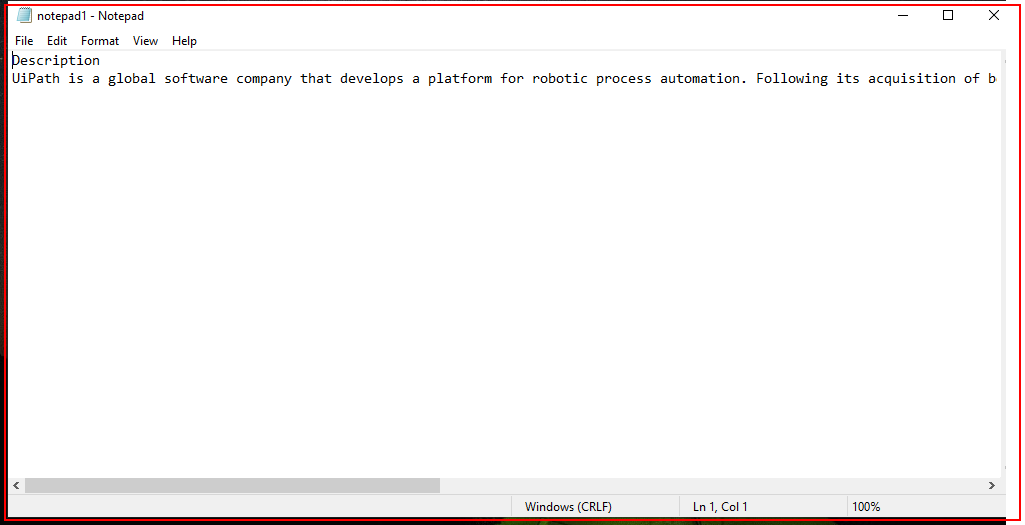 notepad1 - Notepad
File Edit Format View Help
Description
UiPath is a global software company that develops a platform for robotic process automation. Following its acquisition of b
Windows (CRLF) Ln 1, Col 1 100%